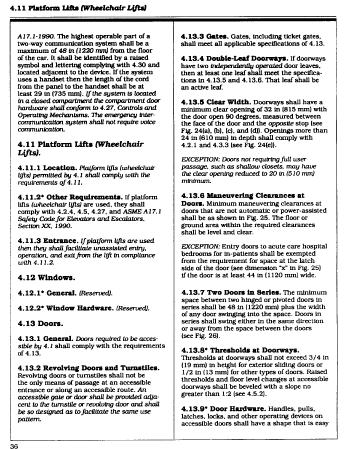 4.11 Platform Lifts (Wheelchair Lifts)
A17.1-1990. The highest operable part of a
two-way communication system shall be a
maximum of 48 in (1220 mm) from the floor
of the car. It shall be identified by a raised
symbol and lettering complying with 4.30 and
located adjacent to the device. If the system
uses a handset then the length of the cord
from the panel to the handset shall be at
least 29 in (735 mm). If the system is located
in a closed compartment the compartment door
hardware shall conform to 4.27, Controls and
Operating Mechanisms. The emergency inter-
communication system shall not require voice
communication.
4.11 Platform Lifts (Wheelchair
Lifts).
4.11.1 Location. Platform lifts (wheelchair
lifts) permitted by 4.1 shall comply with the
requirements of 4.11.
4.11.2* Other Requirements. If platform
lifts (wheelchair lifts) are used, they shall
comply with 4.2.4, 4.5, 4.27, and ASME A17.1
Safety Code for Elevators and Escalators,
Section XX, 1990.
4.11.3 Entrance. If platform lifts are used
then they shall facilitate unassisted entry,
operation, and exit from the lift in compliance
with 4.11.2.
4.12 Windows.
4.12.1* General. (Reserved).
4.12.2* Window Hardware. (Reserved).
4.13 Doors.
4.13.1 General. Doors required to be acces-
sible by 4.1 shall comply with the requirements
of 4.13.
4.13.2 Revolving Doors and Turnstiles.
Revolving doors or turnstiles shall not be
the only means of passage at an accessible
entrance or along an accessible route. An
accessible gate or door shall be provided adja-
cent to the turnstile or revolving door and shall
be so designed as to facilitate the same use
pattern.
4.13.3 Gates. Gates, including ticket gates,
shall meet all applicable specifications of 4.13.
4.13.4 Double-Leaf Doorways. If doorways
have two independently operated door leaves,
then at least one leaf shall meet the specifica-
tions in 4.13.5 and 4.13.6. That leaf shall be
an active leaf.
4.13.5 Clear Width. Doorways shall have a
minimum clear opening of 32 in (815 mm) with
the door open 90 degrees, measured between
the face of the door and the opposite stop (see
Fig. 24(a), (b), (c), and (d)). Openings more than
24 in (610 mm) in depth shall comply with
4.2.1 and 4.3.3 (see Fig. 24(e)).
EXCEPTION: Doors not requiring full user
passage, such as shallow closets, may have
the clear opening reduced to 20 in (510 mm)
minimum.
4.13.6 Maneuvering Clearances at
Doors. Minimum maneuvering clearances at
doors that are not automatic or power-assisted
shall be as shown in Fig. 25. The floor or
ground area within the required clearances
shall be level and clear.
EXCEPTION: Entry doors to acute care hospital
bedrooms for in-patients shall be exempted
from the requirement for space at the latch
side of the door (see dimension "x" in Fig. 25)
if the door is at least 44 in (1120 mm) wide.
4.13.7 Two Doors in Series. The minimum
space between two hinged or pivoted doors in
series shall be 48 in (1220 mm) plus the width
of any door swinging into the space. Doors in
series shall swing either in the same direction
or away from the space between the doors
(see Fig. 26).
4.13.8* Thresholds at Doorways.
Thresholds at doorways shall not exceed 3/4 in
(19 mm) in height for exterior sliding doors or
1/2 in (13 mm) for other types of doors. Raised
thresholds and floor level changes at accessible
doorways shall be beveled with a slope no
greater than 1:2 (see 4.5.2).
4.13.9* Door Hardware. Handles, pulls,
latches, locks, and other operating devices on
accessible doors shall have a shape that is easy
36